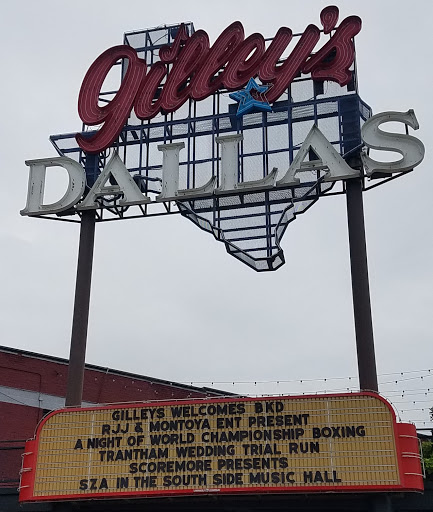 Gilley's
DALLAS
GILLEYS WELCOMES BKD
RJJ & MONTOYA ENT PRESENT
A NIGHT OF WORLD CHAMPIONSHIP BOXING
TRANTHAM WEDDING TRIAL RUN
SCOREMORE PRESENTS
SZA IN THE SOUTH SIDE MUSIC HALL